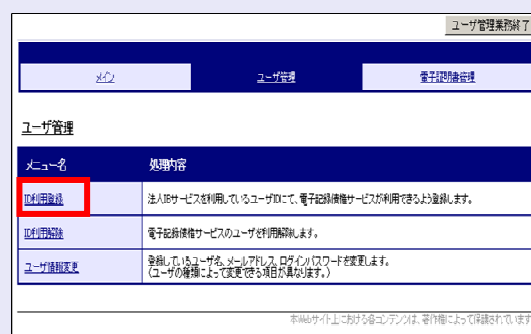 ユーザ管理業務終了
メイン ユーザ管理 電子証明書管理
ユーザ管理
メニュー名 処理内容
ID利用登録 法人IBサービスを利用しているユーザIDにて、電子記録債権サービスが利用できるよう登録します。
ID利用解除 電子記録債権サービスのユーザを利用解除します。
ユーザ情報変更 登録しているユーザ名、メールアドレス、ログインパスワードを変更します。
（ユーザの種類によって変更できる項目が異なります。）
本Webサイト上における各コンテンツは、著作権によって保護されています